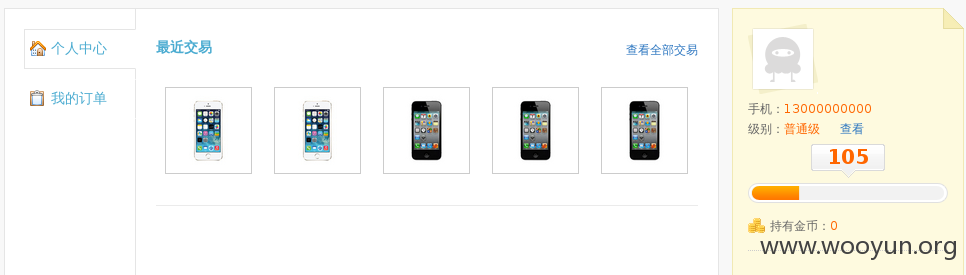 个人中心
我的订单
最近交易
查看全部交易
手机：13000000000
级别：普通级 查看
105
持有金币：0
www.wooyun.org